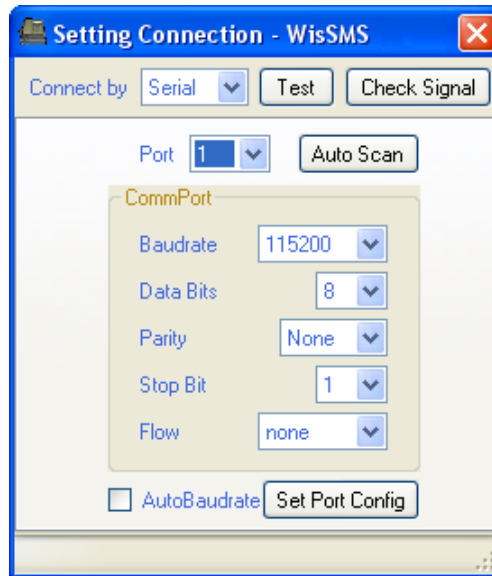 Setting Connection - WisSMS
Connect by Serial Test Check Signal
Port 1 Auto Scan
CommPort
Baudrate 115200
Data Bits 8
Parity None
Stop Bit 1
Flow none
AutoBaudrate Set Port Config